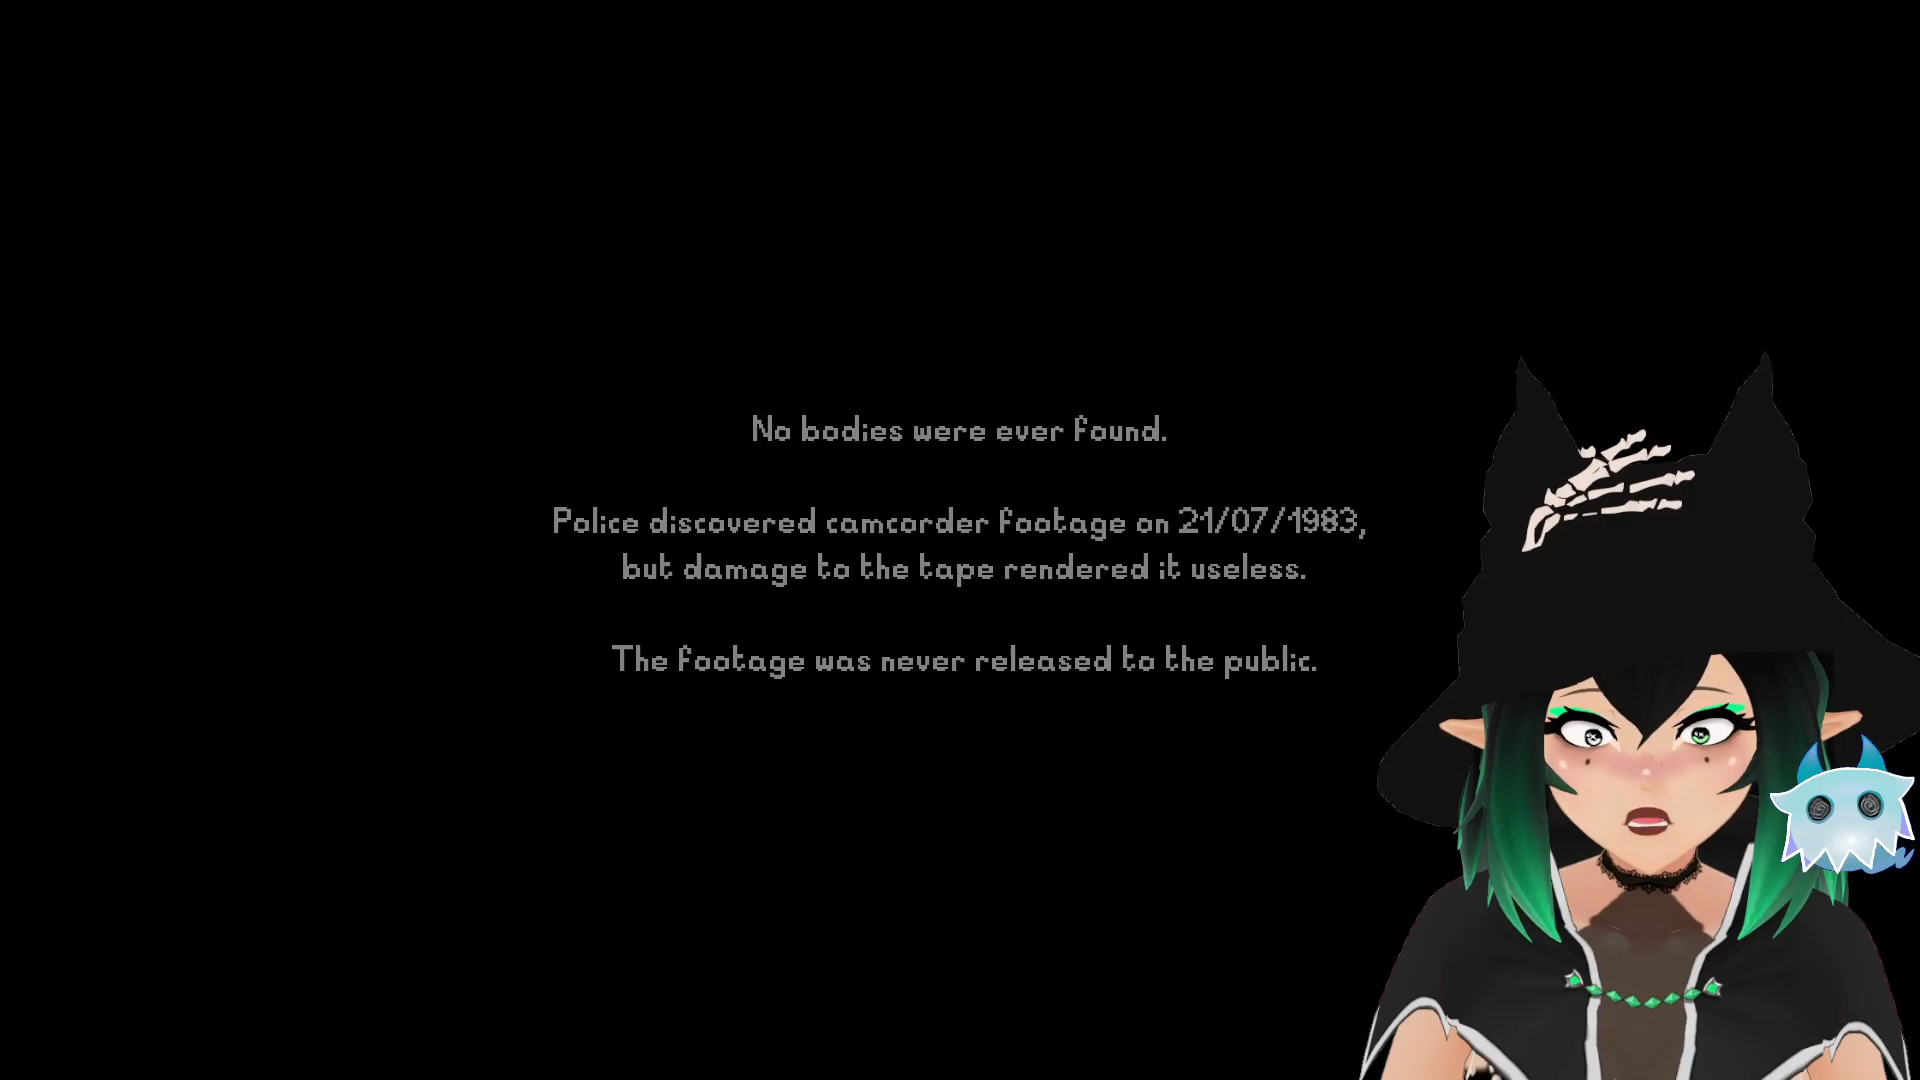 No bodies were ever found.
Police discovered camcorder footage on 21/07/1983,
but damage to the tape rendered it useless.
The footage was never released to the public.